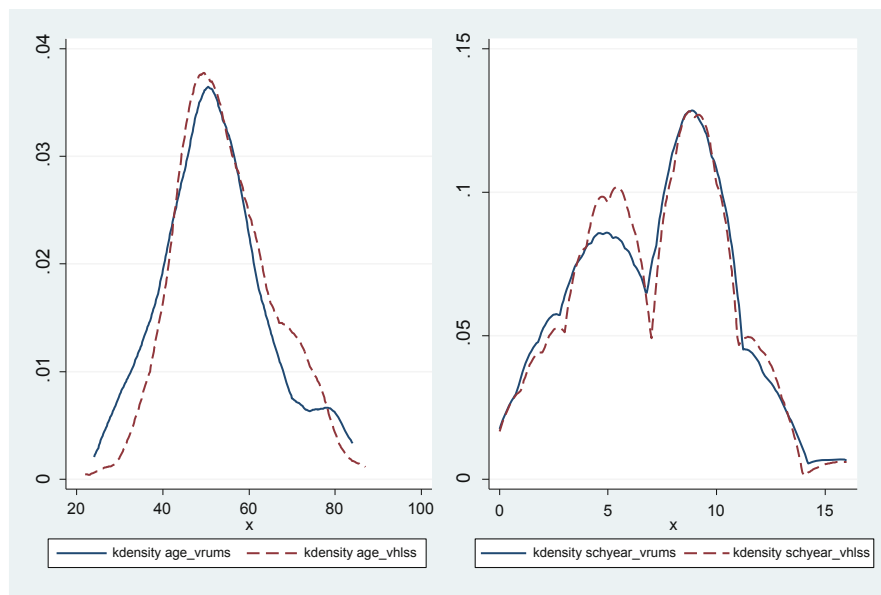 .04
.03
.02
.01
0
20 40 60 80 100
x
kdensity age_vrums kdensity age_vhlss
.15
.1
.05
0
0 5 10 15
x
kdensity schyear_vrums kdensity schyear_vhlss